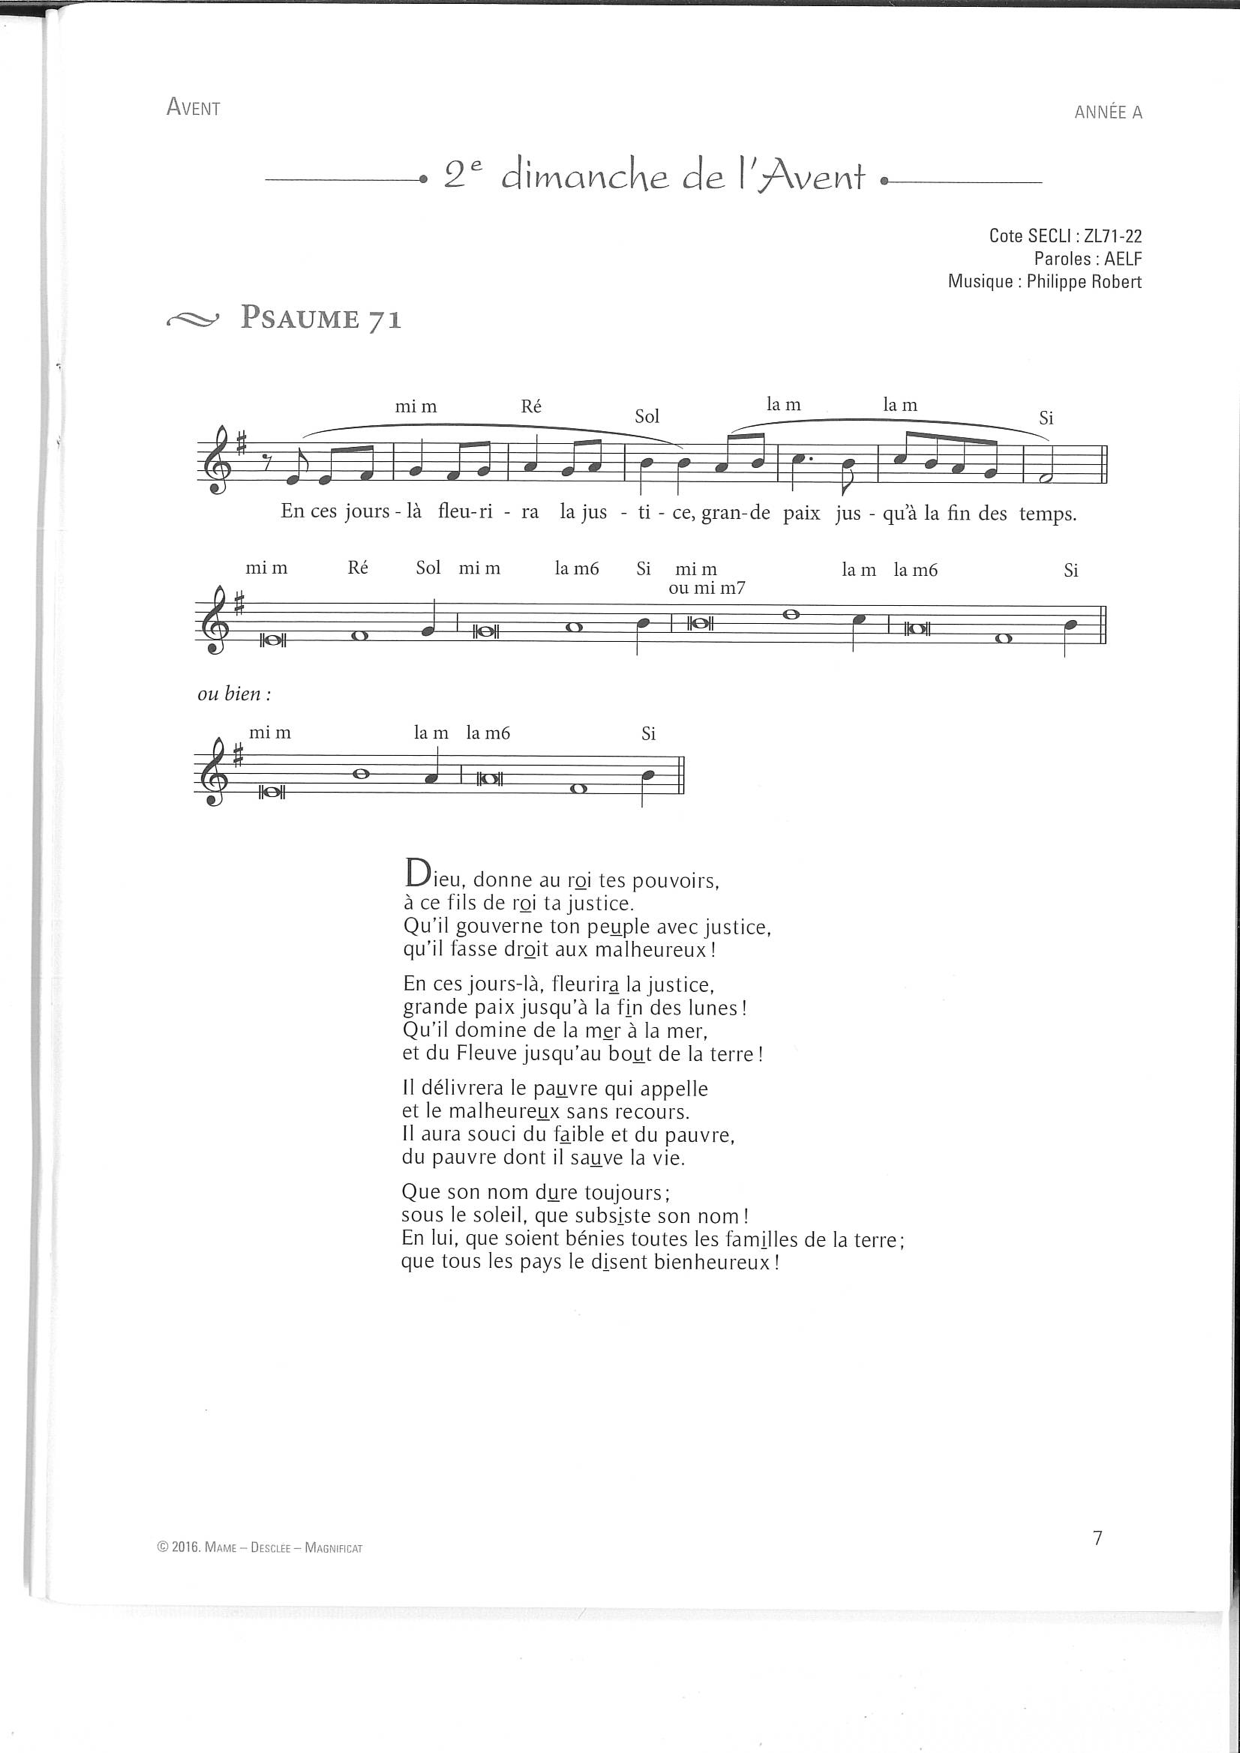 AVENT
ANNÉE A
2e dimanche de l'Avent
Cote SECLI : ZL71-22
Paroles : AELF
Musique : Philippe Robert
PSAUME 71
mi m Ré Sol la m la m Si
En ces jours - là fleu-ri - ra la jus - ti - ce, gran-de paix jus - qu'à la fin des temps.
mi m Ré Sol mi m la m6 Si mi m la m la m6 Si
ou mi m7
ou bien :
mi m la m la m6 Si
Dieu, donne au roi tes pouvoirs,
à ce fils de roi ta justice.
Qu'il gouverne ton peuple avec justice,
qu'il fasse droit aux malheureux !
En ces jours-là, fleurira la justice,
grande paix jusqu'à la fin des lunes !
Qu'il domine de la mer à la mer,
et du Fleuve jusqu'au bout de la terre !
Il délivrera le pauvre qui appelle
et le malheureux sans recours.
Il aura souci du faible et du pauvre,
du pauvre dont il sauve la vie.
Que son nom dure toujours ;
sous le soleil, que subsiste son nom !
En lui, que soient bénies toutes les familles de la terre ;
que tous les pays le disent bienheureux !
© 2016. MAME – DESCLÉE – MAGNIFICAT
7